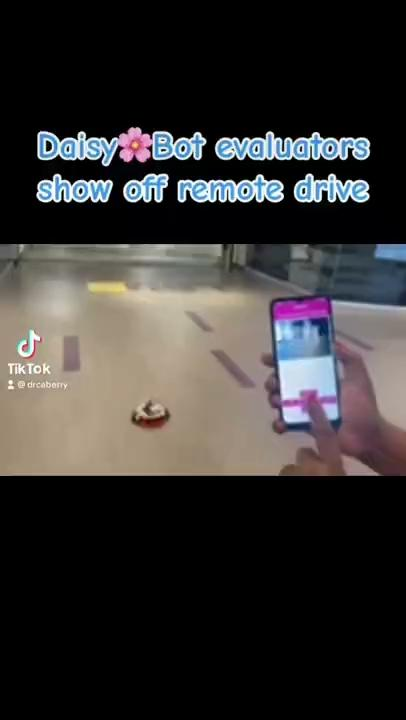 Daisy🌸Bot evaluators
show off remote drive
TikTok
@drcaberry